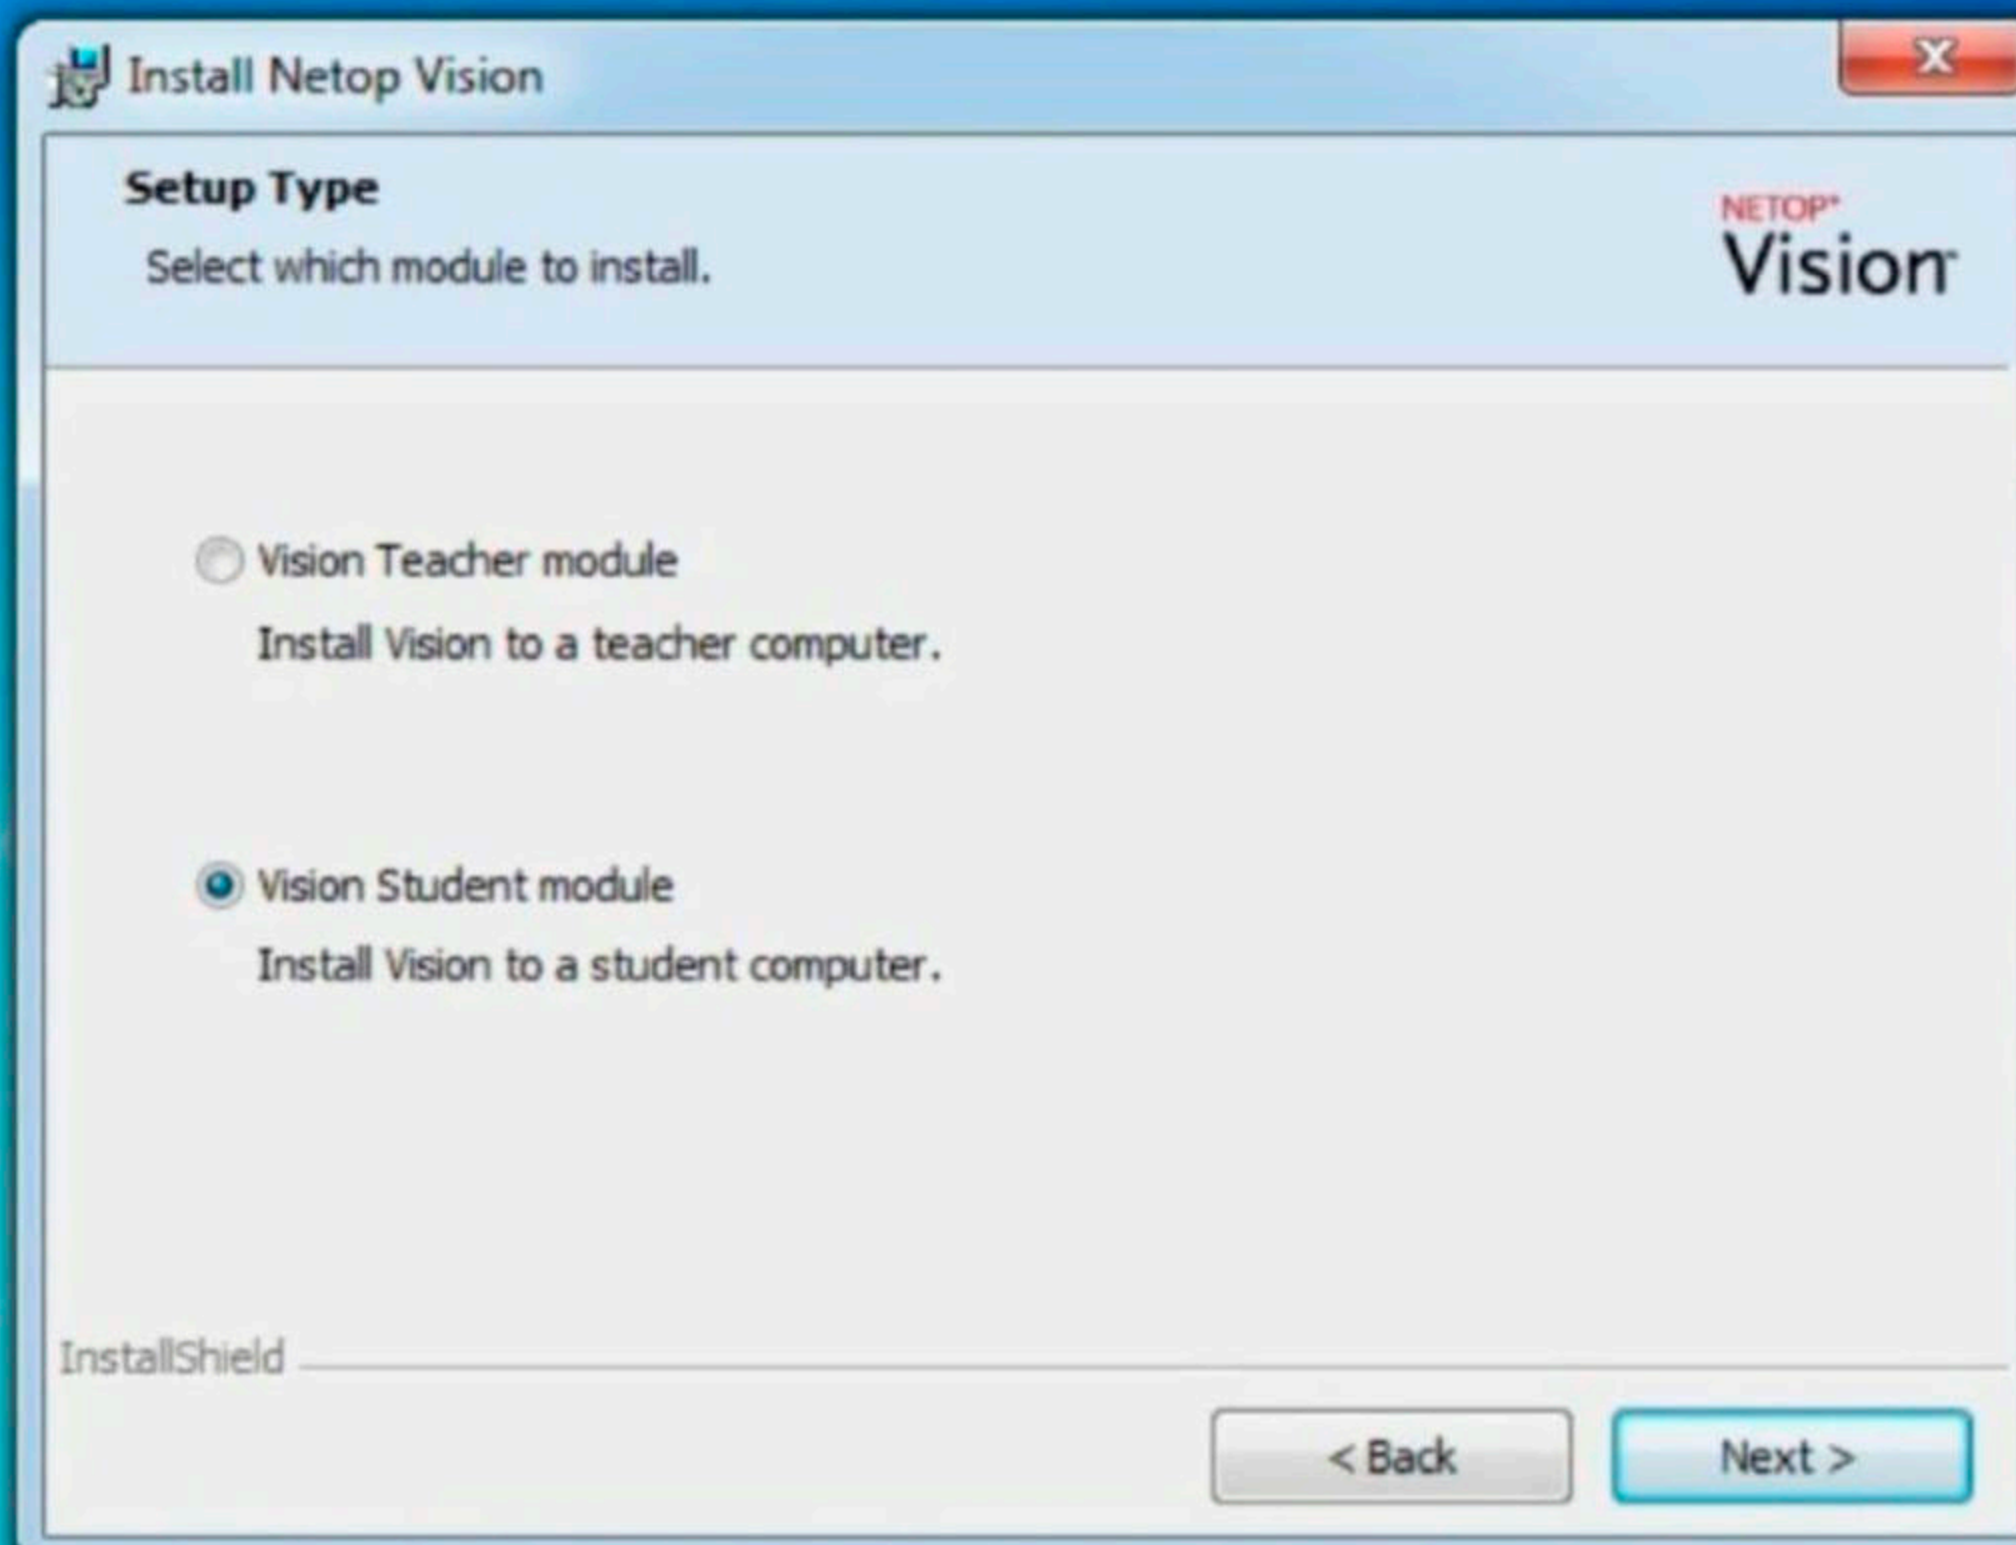 Install Netop Vision
X
Setup Type
Select which module to install.
NETOP®
Vision™
Vision Teacher module
Install Vision to a teacher computer.
Vision Student module
Install Vision to a student computer.
InstallShield
< Back
Next >